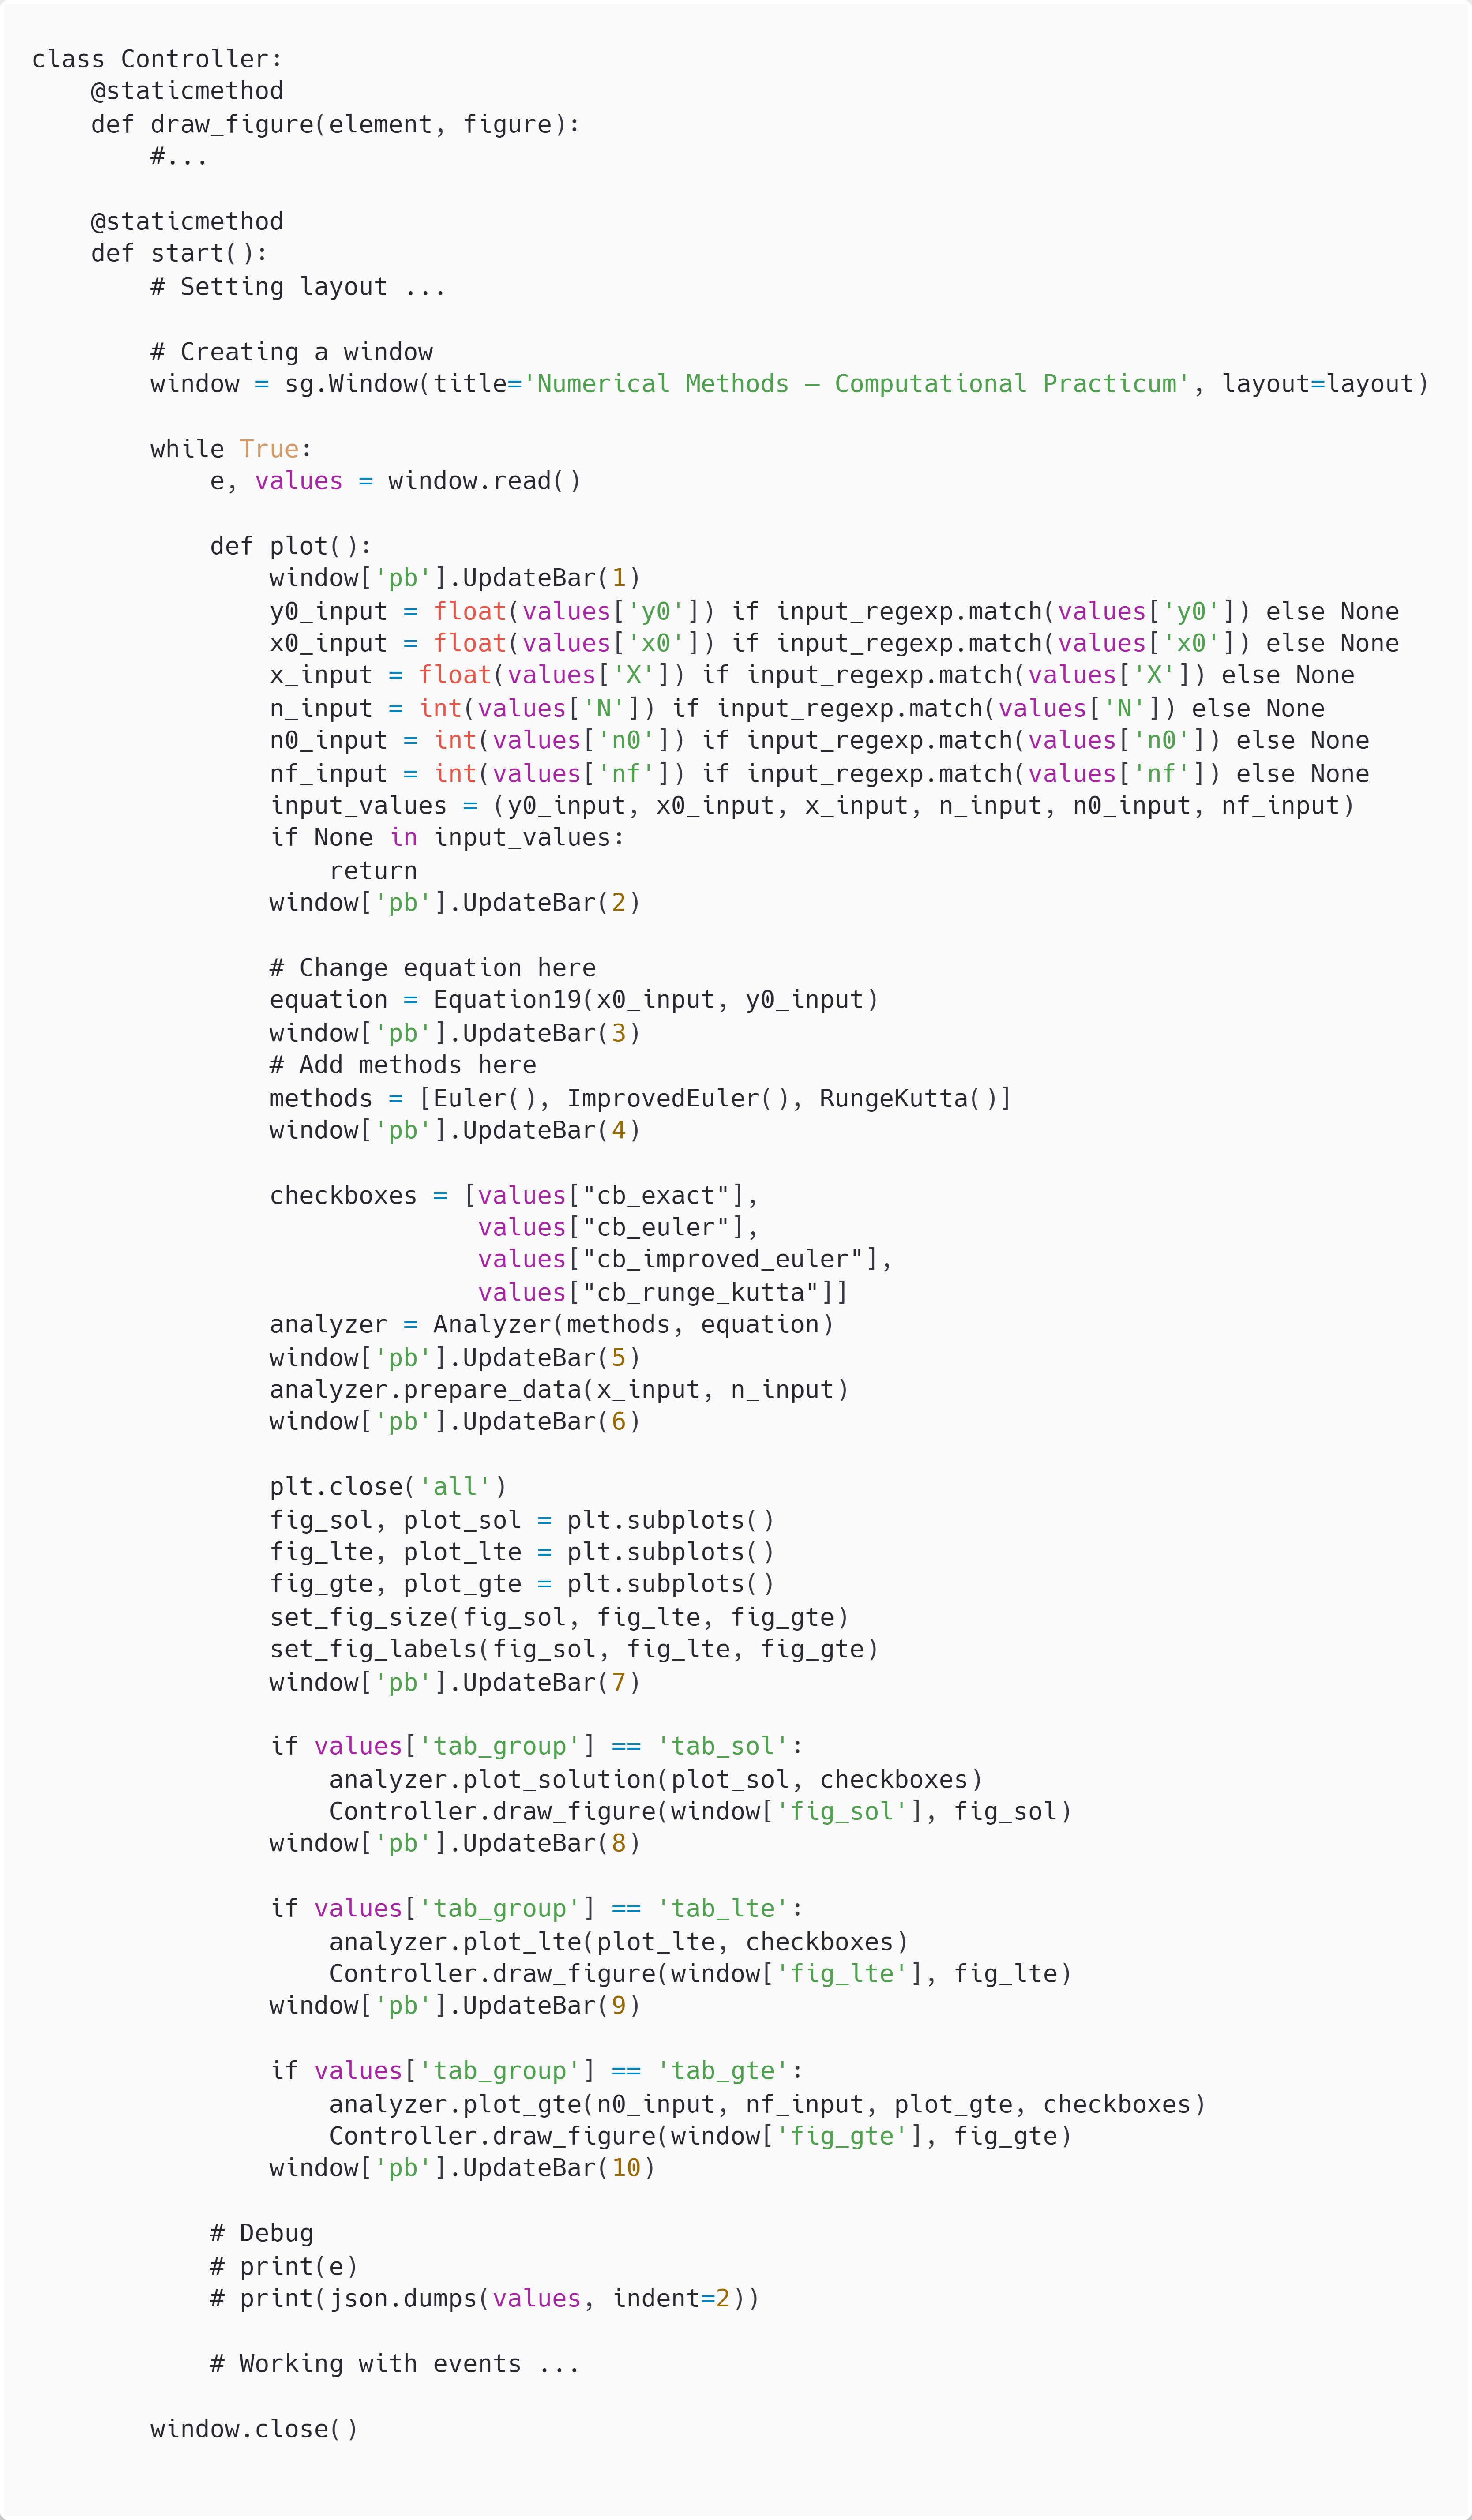 class Controller:
    @staticmethod
    def draw_figure(element, figure):
        #...

    @staticmethod
    def start():
        # Setting layout ...

        # Creating a window
        window = sg.Window(title='Numerical Methods — Computational Practicum', layout=layout)

        while True:
            e, values = window.read()

            def plot():
                window['pb'].UpdateBar(1)
                y0_input = float(values['y0']) if input_regexp.match(values['y0']) else None
                x0_input = float(values['x0']) if input_regexp.match(values['x0']) else None
                x_input = float(values['X']) if input_regexp.match(values['X']) else None
                n_input = int(values['N']) if input_regexp.match(values['N']) else None
                n0_input = int(values['n0']) if input_regexp.match(values['n0']) else None
                nf_input = int(values['nf']) if input_regexp.match(values['nf']) else None
                input_values = (y0_input, x0_input, x_input, n_input, n0_input, nf_input)
                if None in input_values:
                    return
                window['pb'].UpdateBar(2)

                # Change equation here
                equation = Equation19(x0_input, y0_input)
                window['pb'].UpdateBar(3)
                # Add methods here
                methods = [Euler(), ImprovedEuler(), RungeKutta()]
                window['pb'].UpdateBar(4)

                checkboxes = [values["cb_exact"],
                              values["cb_euler"],
                              values["cb_improved_euler"],
                              values["cb_runge_kutta"]]
                analyzer = Analyzer(methods, equation)
                window['pb'].UpdateBar(5)
                analyzer.prepare_data(x_input, n_input)
                window['pb'].UpdateBar(6)

                plt.close('all')
                fig_sol, plot_sol = plt.subplots()
                fig_lte, plot_lte = plt.subplots()
                fig_gte, plot_gte = plt.subplots()
                set_fig_size(fig_sol, fig_lte, fig_gte)
                set_fig_labels(fig_sol, fig_lte, fig_gte)
                window['pb'].UpdateBar(7)

                if values['tab_group'] == 'tab_sol':
                    analyzer.plot_solution(plot_sol, checkboxes)
                    Controller.draw_figure(window['fig_sol'], fig_sol)
                window['pb'].UpdateBar(8)

                if values['tab_group'] == 'tab_lte':
                    analyzer.plot_lte(plot_lte, checkboxes)
                    Controller.draw_figure(window['fig_lte'], fig_lte)
                window['pb'].UpdateBar(9)

                if values['tab_group'] == 'tab_gte':
                    analyzer.plot_gte(n0_input, nf_input, plot_gte, checkboxes)
                    Controller.draw_figure(window['fig_gte'], fig_gte)
                window['pb'].UpdateBar(10)

            # Debug
            # print(e)
            # print(json.dumps(values, indent=2))

            # Working with events ...

        window.close()